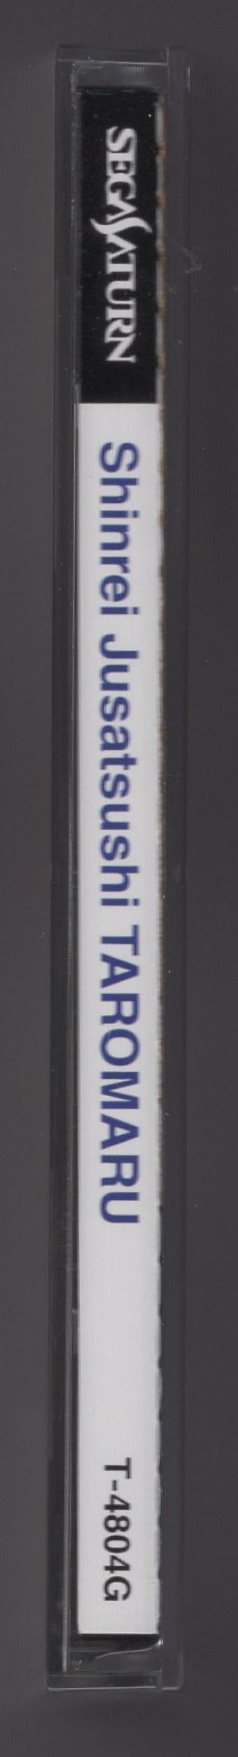 SEGA SATURN
Shinrei Jusatsushi TAROMARU
T-4804G